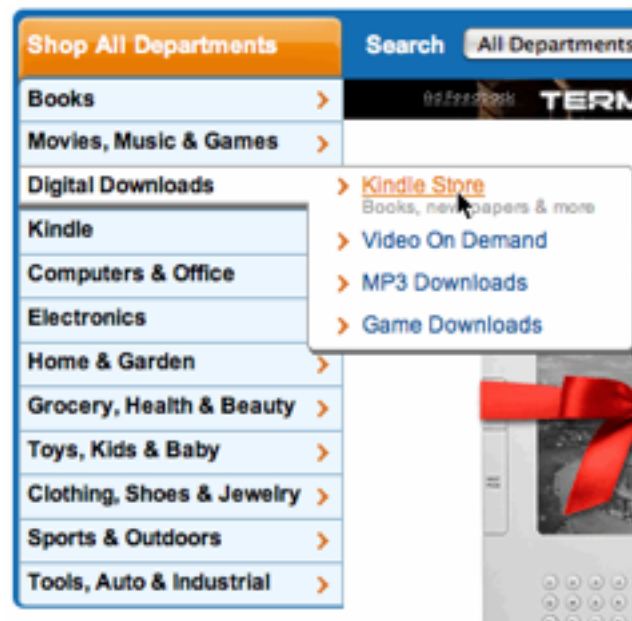 Shop All Departments
Search All Departments
Books
Ad Feedback TERM
Movies, Music & Games
Digital Downloads
Kindle Store
Books, newspapers & more
Kindle
Video On Demand
Computers & Office
MP3 Downloads
Electronics
Game Downloads
Home & Garden
Grocery, Health & Beauty
Toys, Kids & Baby
Clothing, Shoes & Jewelry
Sports & Outdoors
Tools, Auto & Industrial